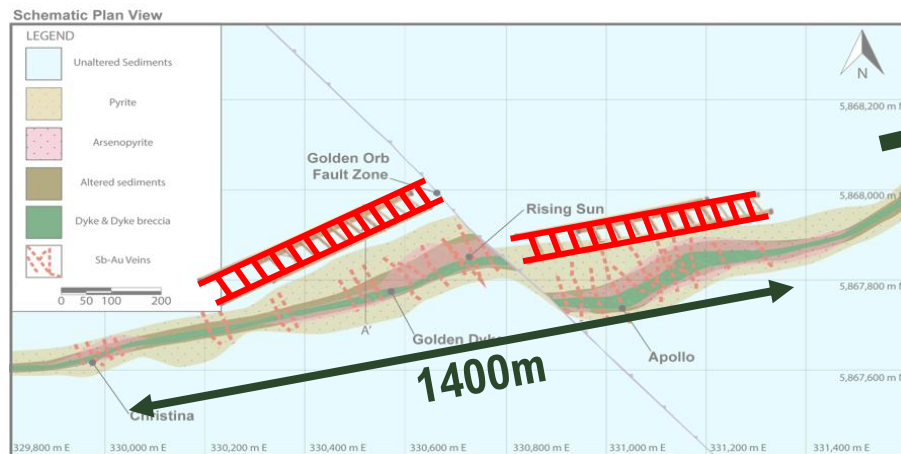 Schematic Plan View
LEGEND
Unaltered Sediments
Pyrite
Arsenopyrite
Altered sediments
Dyke & Dyke breccia
Sb-Au Veins
0 50 100 200
N
5,868,200 m N
5,868,000 m N
5,867,800 m N
5,867,600 m N
Golden Orb
Fault Zone
Rising Sun
A'
Golden Dyke
Apollo
1400m
Christina
329,800 m E 330,000 m E 330,200 m E 330,400 m E 330,600 m E 330,800 m E 331,000 m E 331,200 m E 331,400 m E